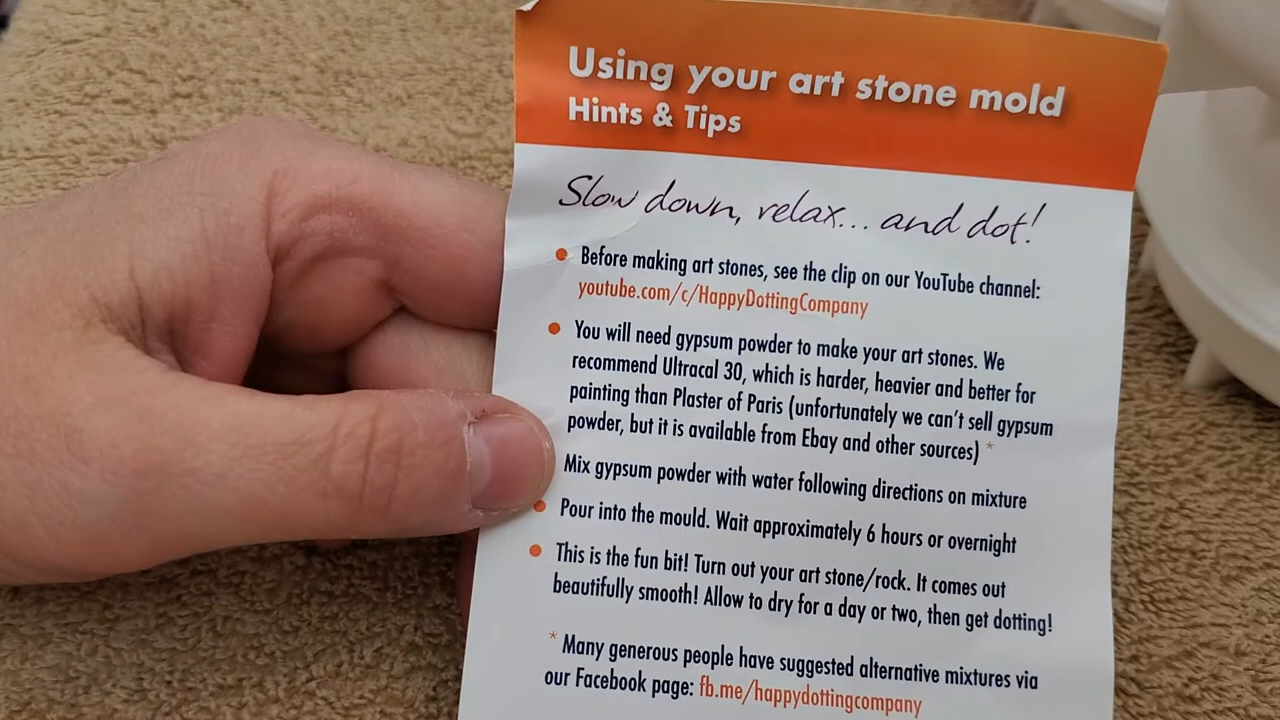 Using your art stone mold
Hints & Tips
Slow down, relax... and dot!
• Before making art stones, see the clip on our YouTube channel:
youtube.com/c/HappyDottingCompany
• You will need gypsum powder to make your art stones. We
recommend Ultracal 30, which is harder, heavier and better for
painting than Plaster of Paris (unfortunately we can't sell gypsum
powder, but it is available from Ebay and other sources) *
Mix gypsum powder with water following directions on mixture
• Pour into the mould. Wait approximately 6 hours or overnight
• This is the fun bit! Turn out your art stone/rock. It comes out
beautifully smooth! Allow to dry for a day or two, then get dotting!
* Many generous people have suggested alternative mixtures via
our Facebook page: fb.me/happydottingcompany